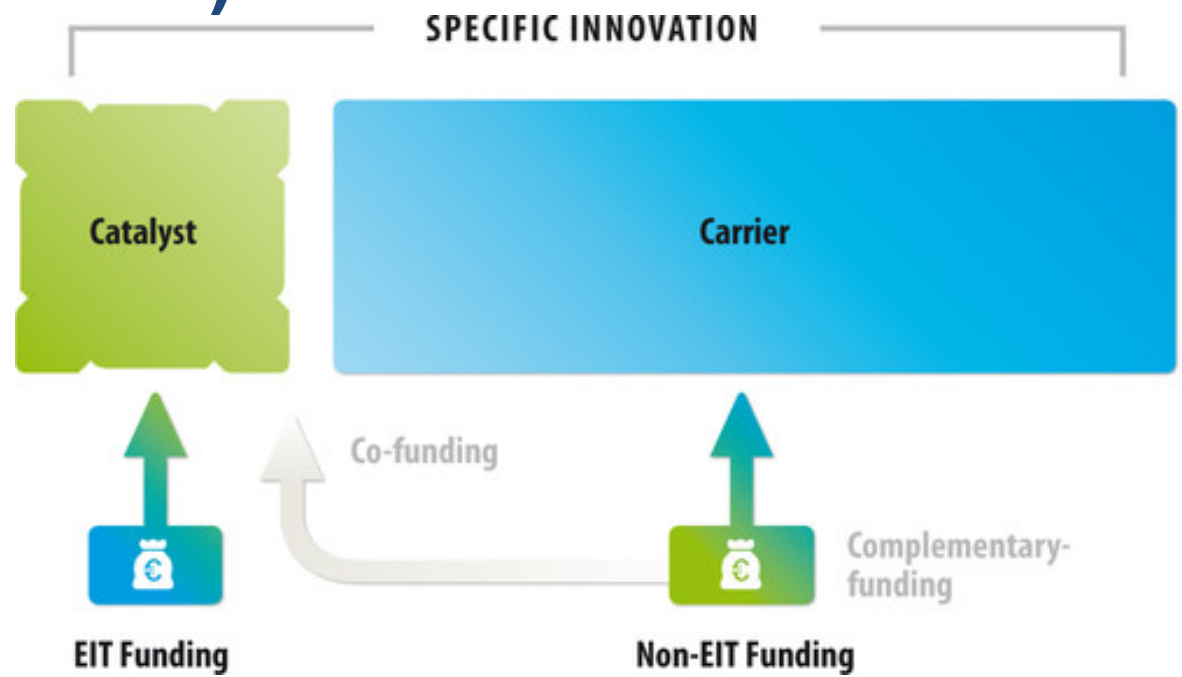 SPECIFIC INNOVATION
Catalyst
Carrier
Co-funding
Complementary-
funding
€
€
EIT Funding
Non-EIT Funding